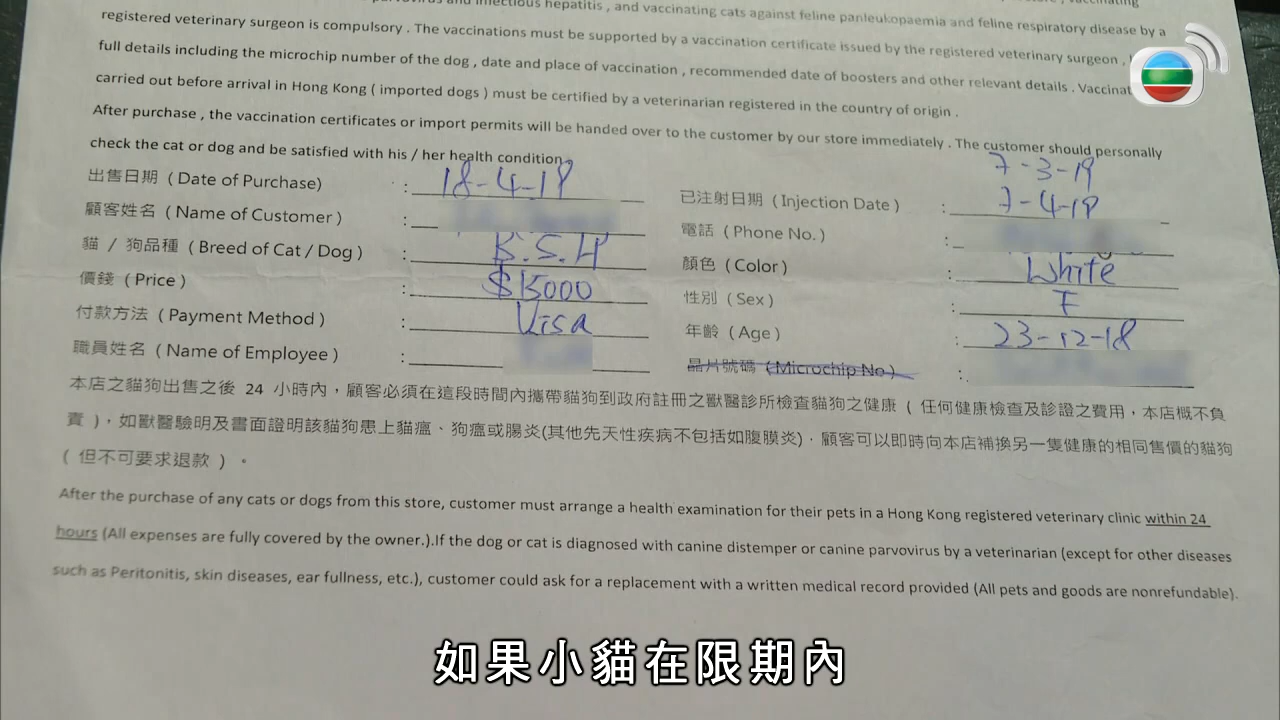 infectious hepatitis , and vaccinating cats against feline panleukopaemia and feline respiratory disease by a
registered veterinary surgeon is compulsory . The vaccinations must be supported by a vaccination certificate issued by the registered veterinary surgeon ,
full details including the microchip number of the dog , date and place of vaccination , recommended date of boosters and other relevant details .
carried out before arrival in Hong Kong ( imported dogs ) must be certified by a veterinarian registered in the country of origin .
After purchase , the vaccination certificates or import permits will be handed over to the customer by our store immediately . The customer should personally
check the cat or dog and be satisfied with his / her health condition
7-3-19
出售日期 ( Date of Purchase) : 18-4-19 已注射日期 ( Injection Date ) : 7-4-19
顧客姓名 ( Name of Customer ) : 電話 ( Phone No. ) :
貓 / 狗品種 ( Breed of Cat / Dog ) : B.S.H 顏色 ( Color ) : White
價錢 ( Price ) : $15000 性別 ( Sex ) : F
付款方法 ( Payment Method ) : Visa 年齡 ( Age ) : 23-12-18
職員姓名 ( Name of Employee ) : 晶片號碼 ( Microchip No ) :
本店之貓狗出售之後 24 小時內，顧客必須在這段時間內攜帶貓狗到政府註冊之獸醫診所檢查貓狗之健康 ( 任何健康檢查及診證之費用，本店概不負
責 )，如獸醫驗明及書面證明該貓狗患上貓瘟、狗瘟或腸炎(其他先天性疾病不包括如腹膜炎)．顧客可以即時向本店補換另一隻健康的相同售價的貓狗
( 但不可要求退款 ) 。
After the purchase of any cats or dogs from this store, customer must arrange a health examination for their pets in a Hong Kong registered veterinary clinic within 24
hours (All expenses are fully covered by the owner.).If the dog or cat is diagnosed with canine distemper or canine parvovirus by a veterinarian (except for other diseases
such as Peritonitis, skin diseases, ear fullness, etc.), customer could ask for a replacement with a written medical record provided (All pets and goods are nonrefundable).
如果小貓在限期內